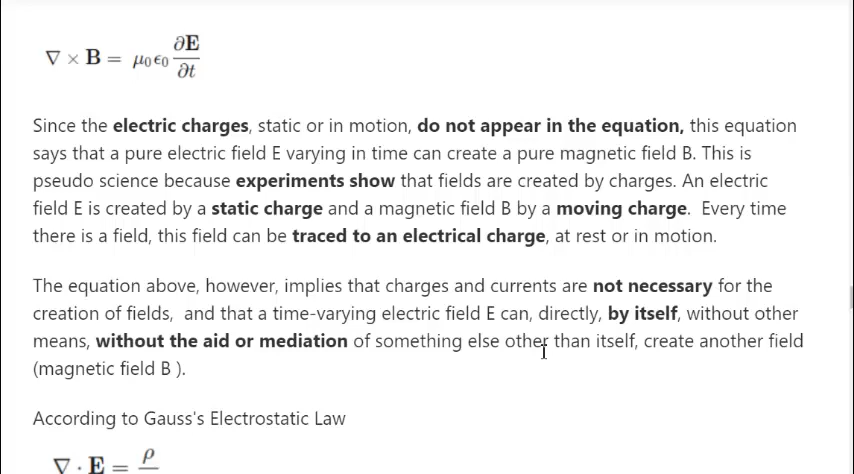 ∇ × B = μ₀ϵ₀ ∂E/∂t
Since the electric charges, static or in motion, do not appear in the equation, this equation
says that a pure electric field E varying in time can create a pure magnetic field B. This is
pseudo science because experiments show that fields are created by charges. An electric
field E is created by a static charge and a magnetic field B by a moving charge.  Every time
there is a field, this field can be traced to an electrical charge, at rest or in motion.
The equation above, however, implies that charges and currents are not necessary for the
creation of fields,  and that a time-varying electric field E can, directly, by itself, without other
means, without the aid or mediation of something else other than itself, create another field
(magnetic field B ).
According to Gauss's Electrostatic Law
∇ · E = ρ